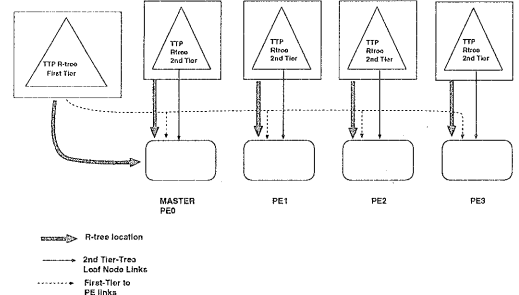 TTP R-tree
First Tier
TTP
Rtree
2nd Tier
TTP
Rtree
2nd Tier
TTP
Rtree
2nd Tier
TTP
Rtree
2nd Tier
MASTER
PE0
PE1
PE2
PE3
R-tree location
2nd Tier-Tree
Leaf Node Links
First-Tier to
PE links